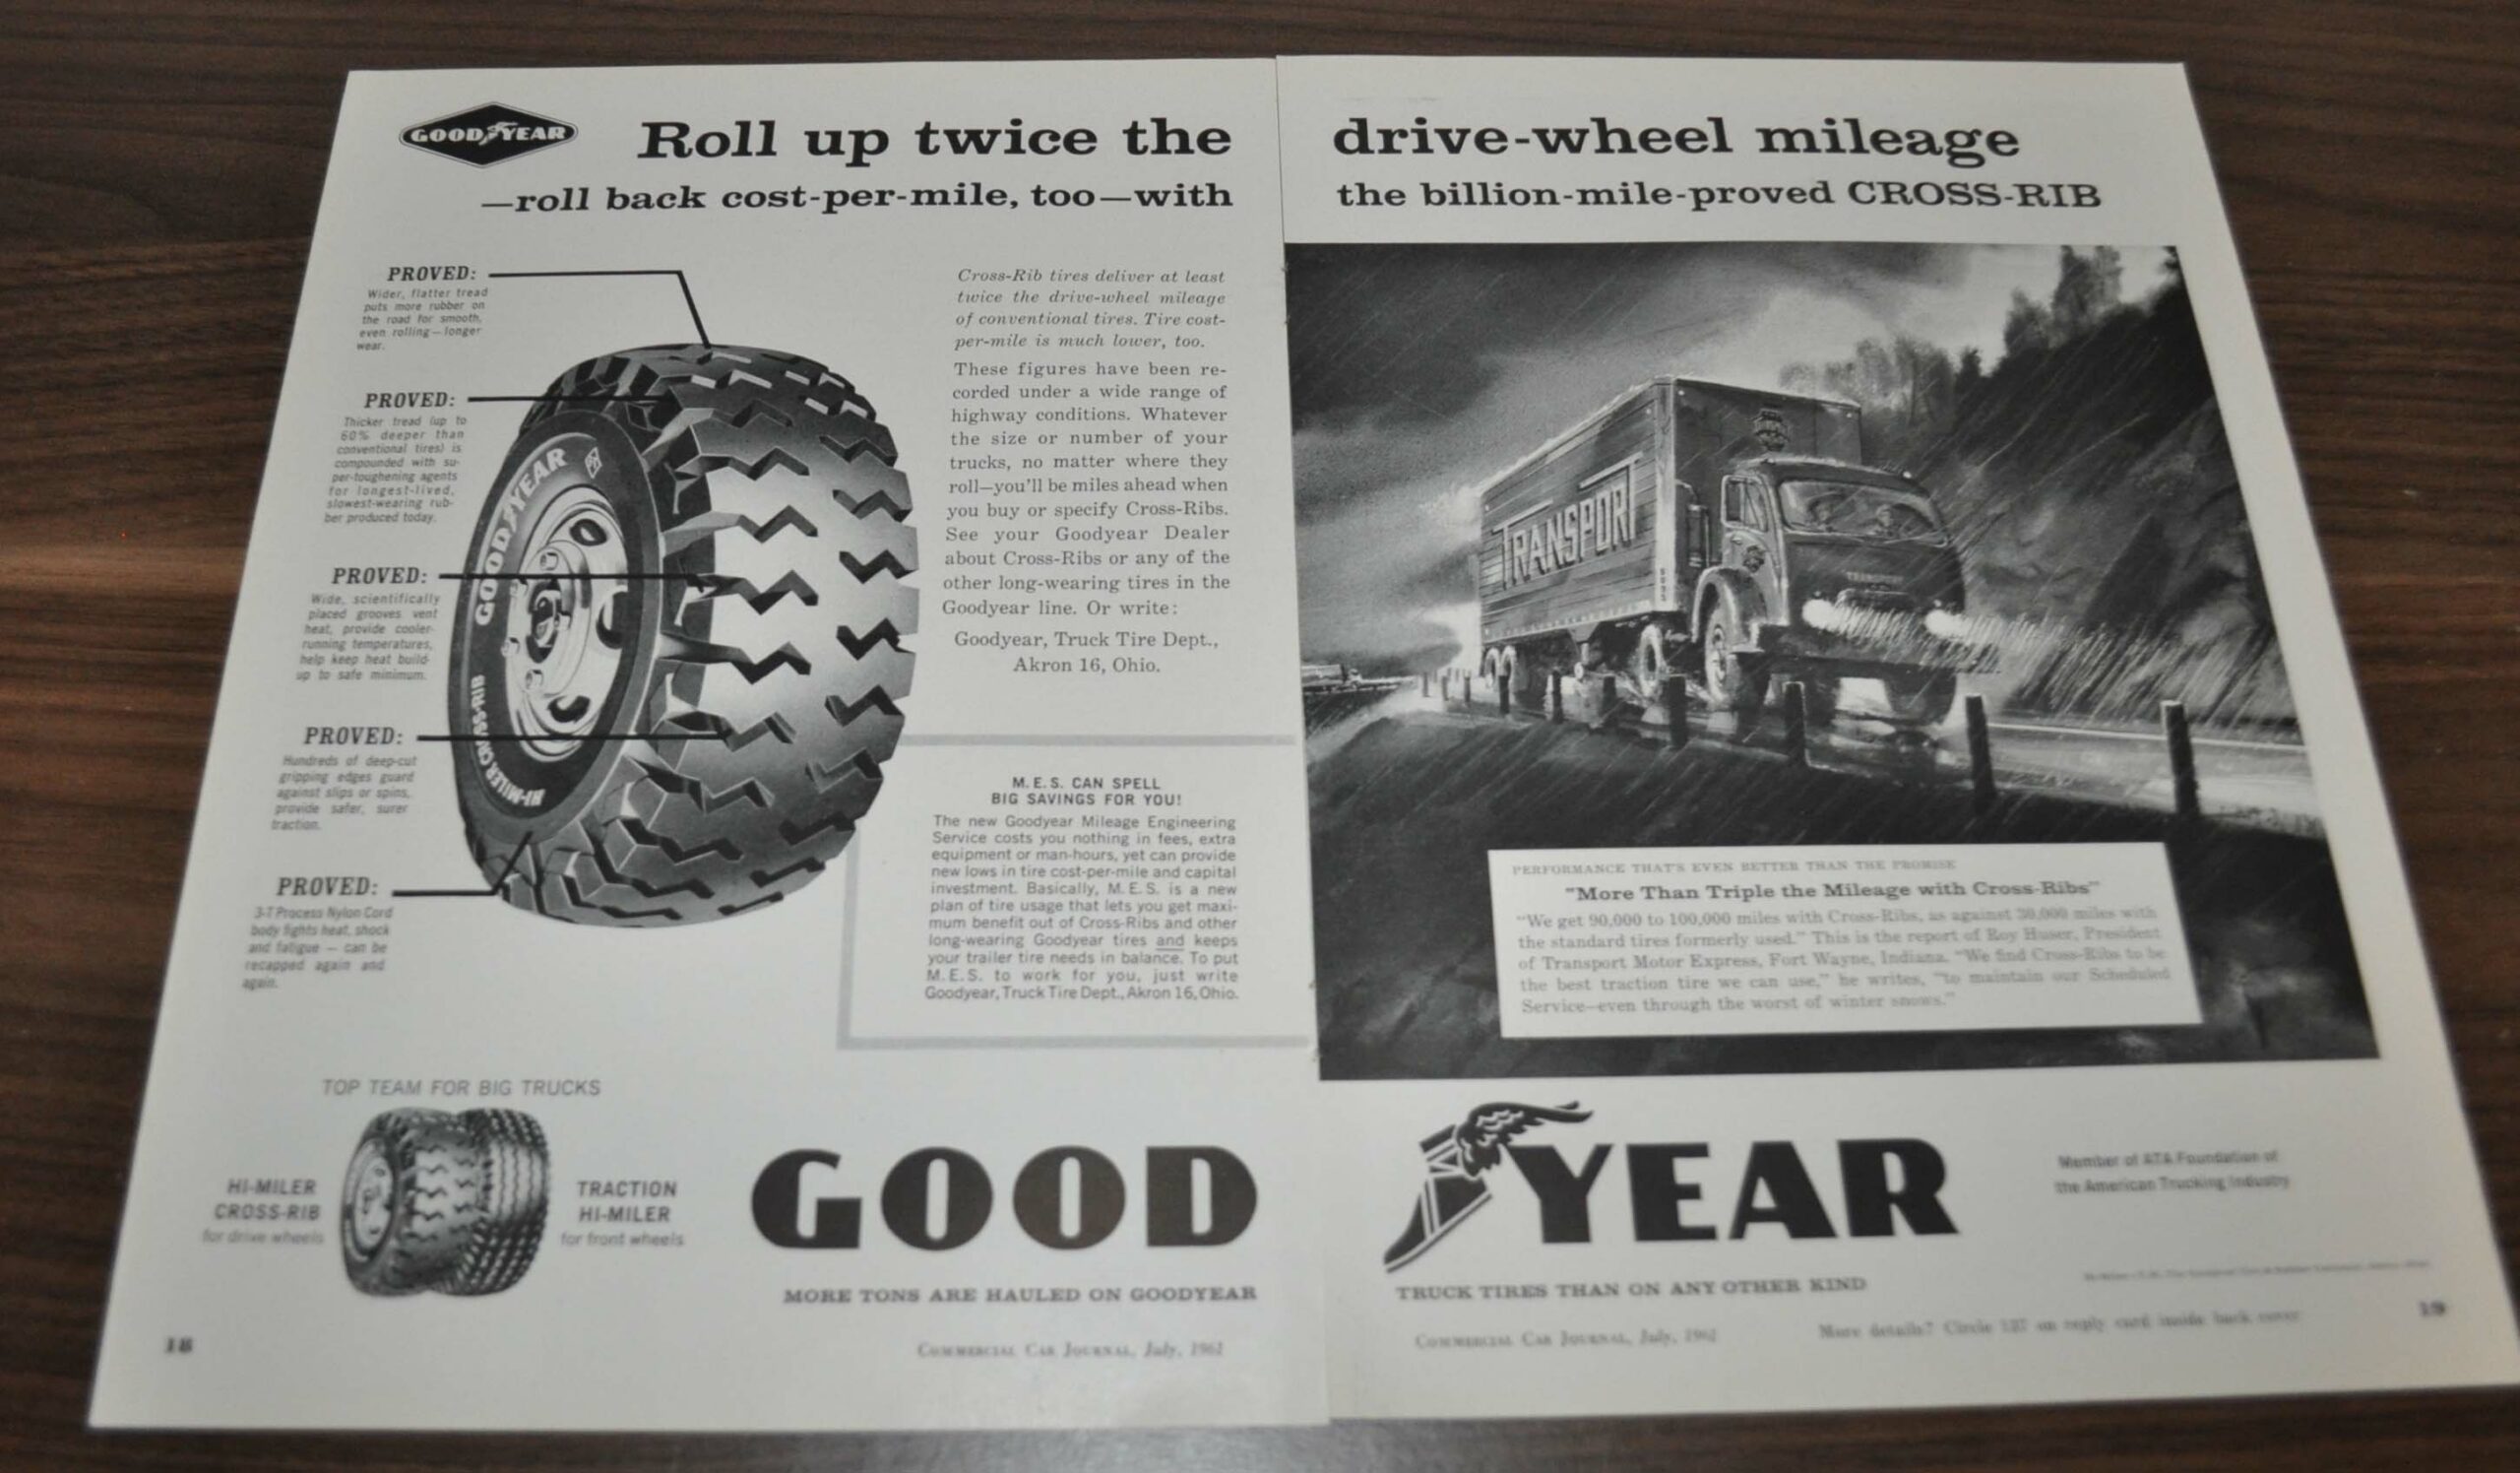 GOODYEAR
Roll up twice the
—roll back cost-per-mile, too—with
PROVED:
Wider, flatter tread
puts more rubber on
the road for smooth,
even rolling—longer
wear.
PROVED:
Thicker tread (up to
60% deeper than
conventional tires) is
compounded with su-
per-toughening agents
for longest-lived,
slowest-wearing rub-
ber produced today.
PROVED:
Wide, scientifically
placed grooves vent
heat, provide cooler-
running temperatures,
help keep heat build-
up to safe minimum.
PROVED:
Hundreds of deep-cut
gripping edges guard
against slips or spins,
provide safer, surer
traction.
PROVED:
3-T Process Nylon Cord
body fights heat, shock
and fatigue — can be
recapped again and
again.
GOODYEAR
HI-MILER CROSS-RIB
Cross-Rib tires deliver at least
twice the drive-wheel mileage
of conventional tires. Tire cost-
per-mile is much lower, too.
These figures have been re-
corded under a wide range of
highway conditions. Whatever
the size or number of your
trucks, no matter where they
roll—you'll be miles ahead when
you buy or specify Cross-Ribs.
See your Goodyear Dealer
about Cross-Ribs or any of the
other long-wearing tires in the
Goodyear line. Or write:
Goodyear, Truck Tire Dept.,
Akron 16, Ohio.
M.E.S. CAN SPELL
BIG SAVINGS FOR YOU!
The new Goodyear Mileage Engineering
Service costs you nothing in fees, extra
equipment or man-hours, yet can provide
new lows in tire cost-per-mile and capital
investment. Basically, M.E.S. is a new
plan of tire usage that lets you get maxi-
mum benefit out of Cross-Ribs and other
long-wearing Goodyear tires and keeps
your trailer tire needs in balance. To put
M.E.S. to work for you, just write
Goodyear, Truck Tire Dept., Akron 16, Ohio.
TOP TEAM FOR BIG TRUCKS
HI-MILER
CROSS-RIB
for drive wheels
TRACTION
HI-MILER
for front wheels
GOOD
MORE TONS ARE HAULED ON GOODYEAR
18
COMMERCIAL CAR JOURNAL, July, 1961
drive-wheel mileage
the billion-mile-proved CROSS-RIB
TRANSPORT
PERFORMANCE THAT'S EVEN BETTER THAN THE PROMISE
"More Than Triple the Mileage with Cross-Ribs"
"We get 90,000 to 100,000 miles with Cross-Ribs, as against 30,000 miles with
the standard tires formerly used." This is the report of Roy Huser, President
of Transport Motor Express, Fort Wayne, Indiana. "We find Cross-Ribs to be
the best traction tire we can use," he writes, "to maintain our Scheduled
Service—even through the worst of winter snows."
YEAR
TRUCK TIRES THAN ON ANY OTHER KIND
Member of ATA Foundation of
the American Trucking Industry
COMMERCIAL CAR JOURNAL, July, 1961
More details? Circle 127 on reply card inside back cover
19